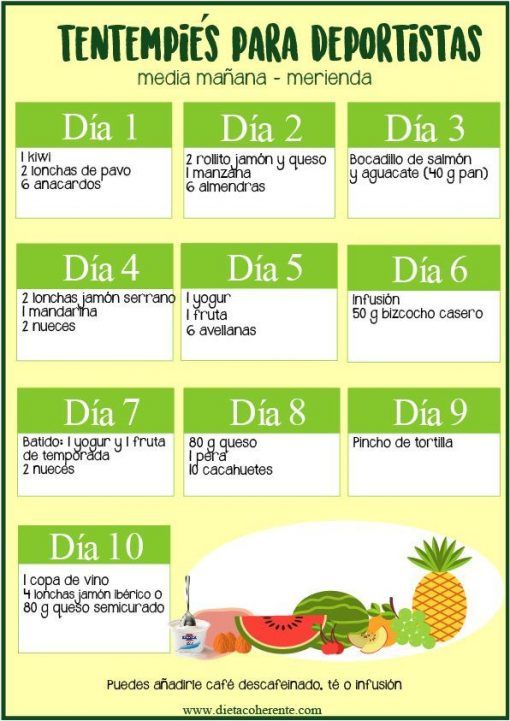 TENTEMPIÉS PARA DEPORTISTAS
media mañana - merienda
Día 1
1 kiwi
2 lonchas de pavo
6 anacardos
Día 2
2 rollito jamón y queso
1 manzana
6 almendras
Día 3
Bocadillo de salmón
y aguacate (40 g pan)
Día 4
2 lonchas jamón serrano
1 mandarina
2 nueces
Día 5
1 yogur
1 fruta
6 avellanas
Día 6
Infusión
50 g bizcocho casero
Día 7
Batido: 1 yogur y 1 fruta
de temporada
2 nueces
Día 8
80 g queso
1 pera
10 cacahuetes
Día 9
Pincho de tortilla
Día 10
1 copa de vino
4 lonchas jamón ibérico o
80 g queso semicurado
Puedes añadirle café descafeinado, té o infusión
www.dietacoherente.com